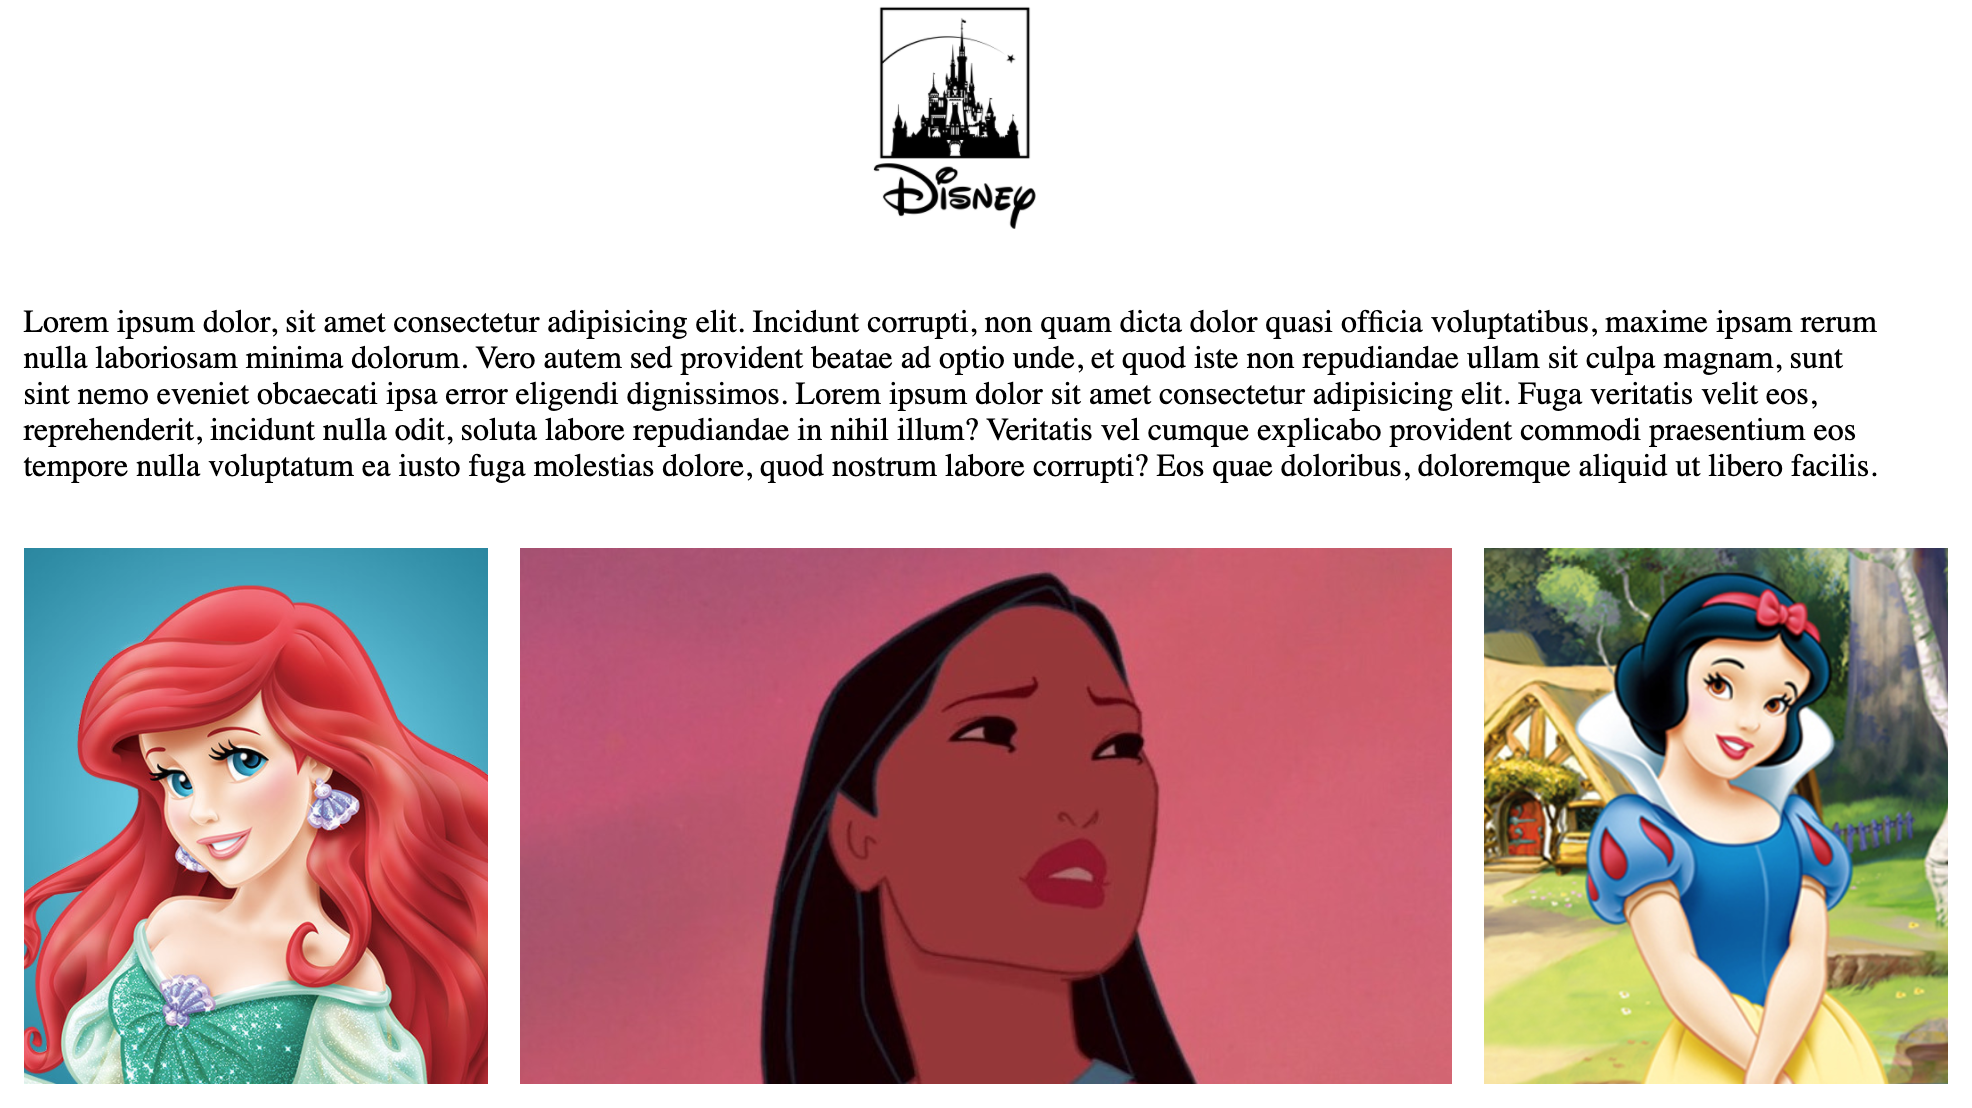 Disney
Lorem ipsum dolor, sit amet consectetur adipisicing elit. Incidunt corrupti, non quam dicta dolor quasi officia voluptatibus, maxime ipsam rerum
nulla laboriosam minima dolorum. Vero autem sed provident beatae ad optio unde, et quod iste non repudiandae ullam sit culpa magnam, sunt
sint nemo eveniet obcaecati ipsa error eligendi dignissimos. Lorem ipsum dolor sit amet consectetur adipisicing elit. Fuga veritatis velit eos,
reprehenderit, incidunt nulla odit, soluta labore repudiandae in nihil illum? Veritatis vel cumque explicabo provident commodi praesentium eos
tempore nulla voluptatum ea iusto fuga molestias dolore, quod nostrum labore corrupti? Eos quae doloribus, doloremque aliquid ut libero facilis.